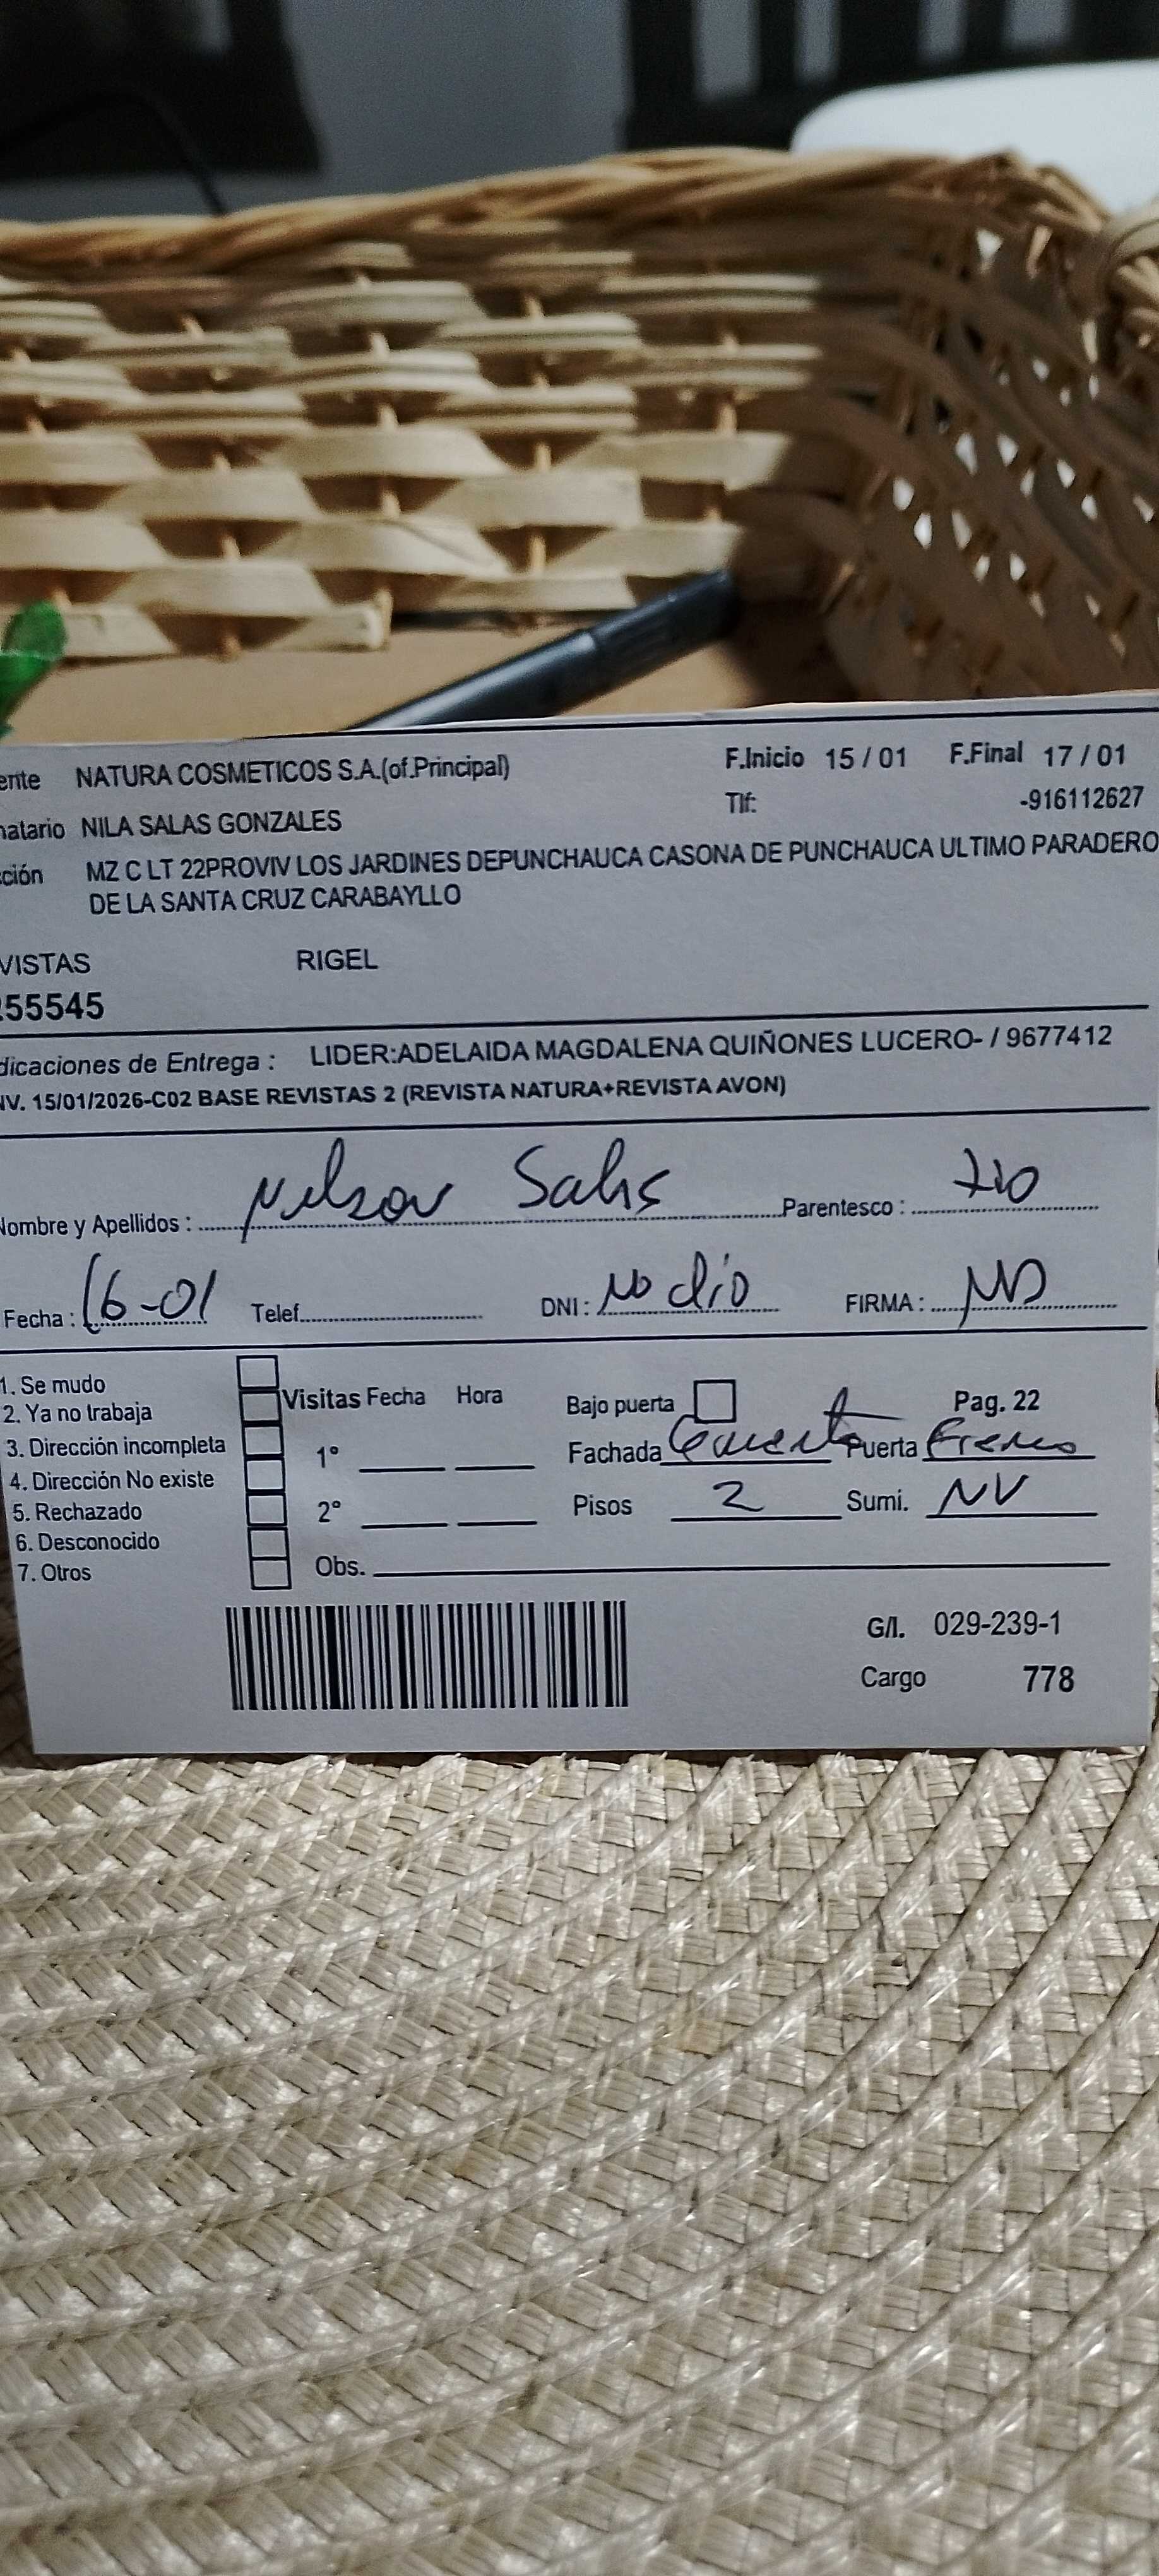 ente NATURA COSMETICOS S.A.(of.Principal) F.Inicio 15 / 01 F.Final 17 / 01
Tlf: -916112627
natario NILA SALAS GONZALES
cción MZ C LT 22PROVIV LOS JARDINES DEPUNCHAUCA CASONA DE PUNCHAUCA ULTIMO PARADERO
DE LA SANTA CRUZ CARABAYLLO
VISTAS RIGEL
55545
dicaciones de Entrega : LIDER:ADELAIDA MAGDALENA QUIÑONES LUCERO- / 9677412
NV. 15/01/2026-C02 BASE REVISTAS 2 (REVISTA NATURA+REVISTA AVON)
Nombre y Apellidos : Nelson Salas Parentesco : tio
Fecha : 16-01 Telef. DNI : No dio FIRMA : ND
1. Se mudo
2. Ya no trabaja
3. Dirección incompleta
4. Dirección No existe
5. Rechazado
6. Desconocido
7. Otros
Visitas Fecha Hora
1°
2°
Obs.
Bajo puerta Pag. 22
Fachada Puerta Fierro
Pisos 2 Sumi. NV
G/I. 029-239-1
Cargo 778